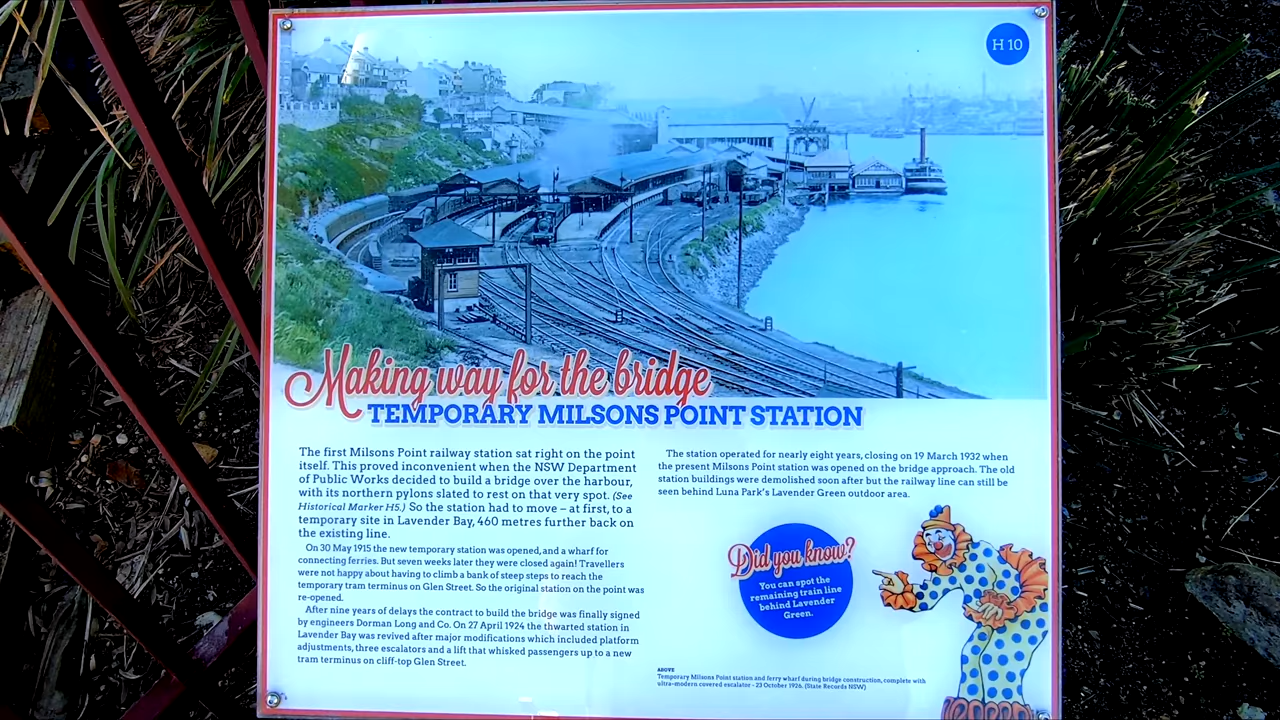 H 10
Making way for the bridge
TEMPORARY MILSONS POINT STATION
The first Milsons Point railway station sat right on the point
itself. This proved inconvenient when the NSW Department
of Public Works decided to build a bridge over the harbour,
with its northern pylons slated to rest on that very spot. (See
Historical Marker H5.) So the station had to move – at first, to a
temporary site in Lavender Bay, 460 metres further back on
the existing line.
On 30 May 1915 the new temporary station was opened, and a wharf for
connecting ferries. But seven weeks later they were closed again! Travellers
were not happy about having to climb a bank of steep steps to reach the
temporary tram terminus on Glen Street. So the original station on the point was
re-opened.
After nine years of delays the contract to build the bridge was finally signed
by engineers Dorman Long and Co. On 27 April 1924 the thwarted station in
Lavender Bay was revived after major modifications which included platform
adjustments, three escalators and a lift that whisked passengers up to a new
tram terminus on cliff-top Glen Street.
The station operated for nearly eight years, closing on 19 March 1932 when
the present Milsons Point station was opened on the bridge approach. The old
station buildings were demolished soon after but the railway line can still be
seen behind Luna Park's Lavender Green outdoor area.
Did you know?
You can spot the
remaining train line
behind Lavender
Green.
ABOVE
Temporary Milsons Point station and ferry wharf during bridge construction, complete with
ultra-modern covered escalator - 23 October 1926. (State Records NSW)